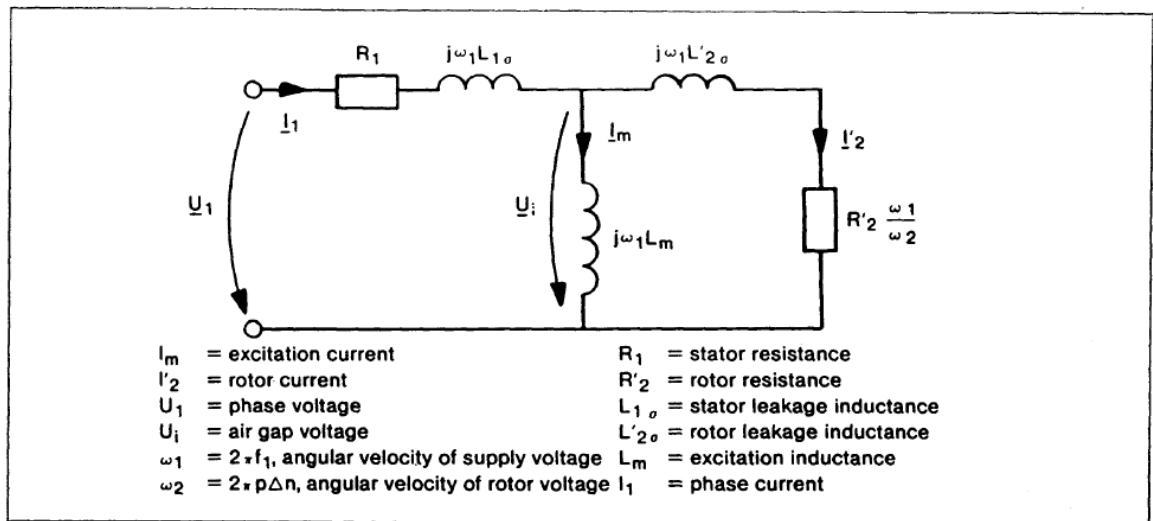 R₁
jω₁L₁σ
jω₁L'₂σ
I₁
Iₘ
I'₂
U₁
Uᵢ
jω₁Lₘ
R'₂ ω1/ω2
Iₘ = excitation current
I'₂ = rotor current
U₁ = phase voltage
Uᵢ = air gap voltage
ω₁ = 2πf₁, angular velocity of supply voltage
ω₂ = 2πpΔn, angular velocity of rotor voltage
R₁ = stator resistance
R'₂ = rotor resistance
L₁σ = stator leakage inductance
L'₂σ = rotor leakage inductance
Lₘ = excitation inductance
I₁ = phase current